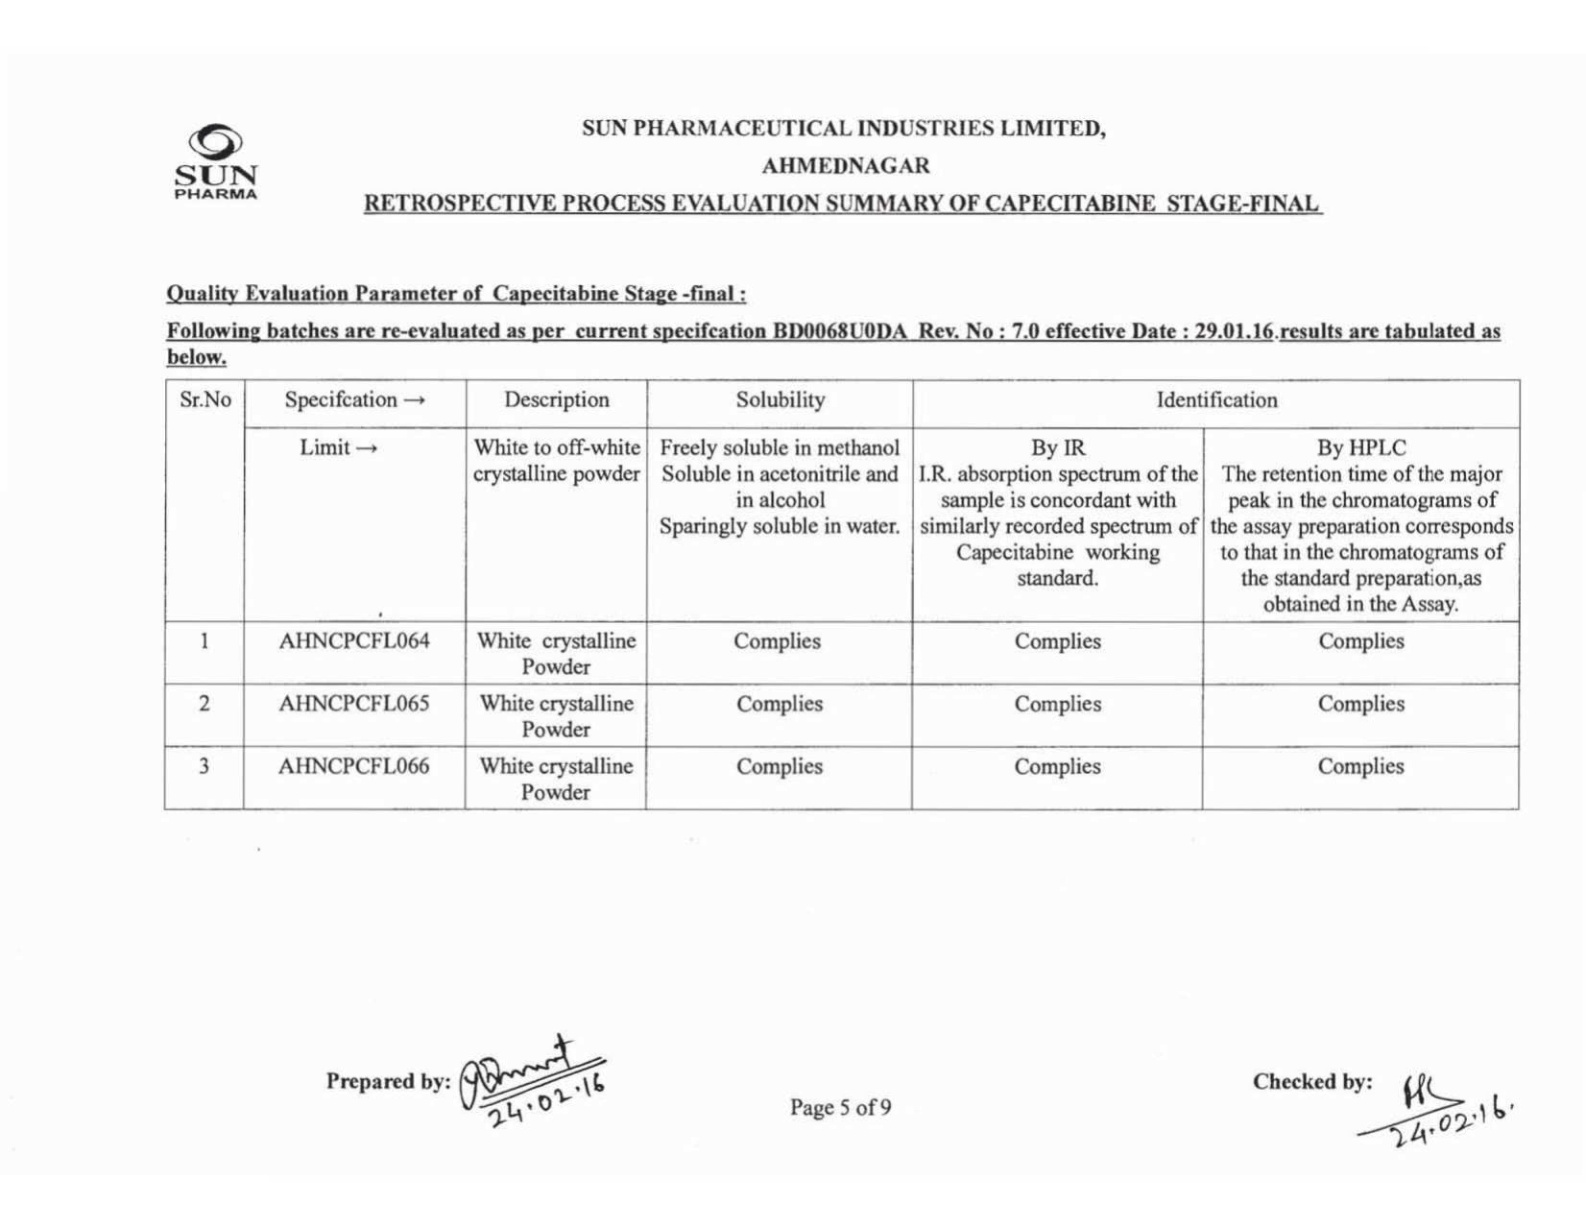 SUN
PHARMA
SUN PHARMACEUTICAL INDUSTRIES LIMITED,
AHMEDNAGAR
RETROSPECTIVE PROCESS EVALUATION SUMMARY OF CAPECITABINE STAGE-FINAL
Quality Evaluation Parameter of Capecitabine Stage -final :
Following batches are re-evaluated as per current specifcation BD0068U0DA Rev. No : 7.0 effective Date : 29.01.16.results are tabulated as
below.
Sr.No Specifcation → Description Solubility Identification
Limit → White to off-white Freely soluble in methanol By IR By HPLC
crystalline powder Soluble in acetonitrile and I.R. absorption spectrum of the The retention time of the major
in alcohol sample is concordant with peak in the chromatograms of
Sparingly soluble in water. similarly recorded spectrum of the assay preparation corresponds
Capecitabine working to that in the chromatograms of
standard. the standard preparation,as
obtained in the Assay.
1 AHNCPCFL064 White crystalline Complies Complies Complies
Powder
2 AHNCPCFL065 White crystalline Complies Complies Complies
Powder
3 AHNCPCFL066 White crystalline Complies Complies Complies
Powder
Prepared by:
24.02.16
Page 5 of 9
Checked by:
24.02.16.